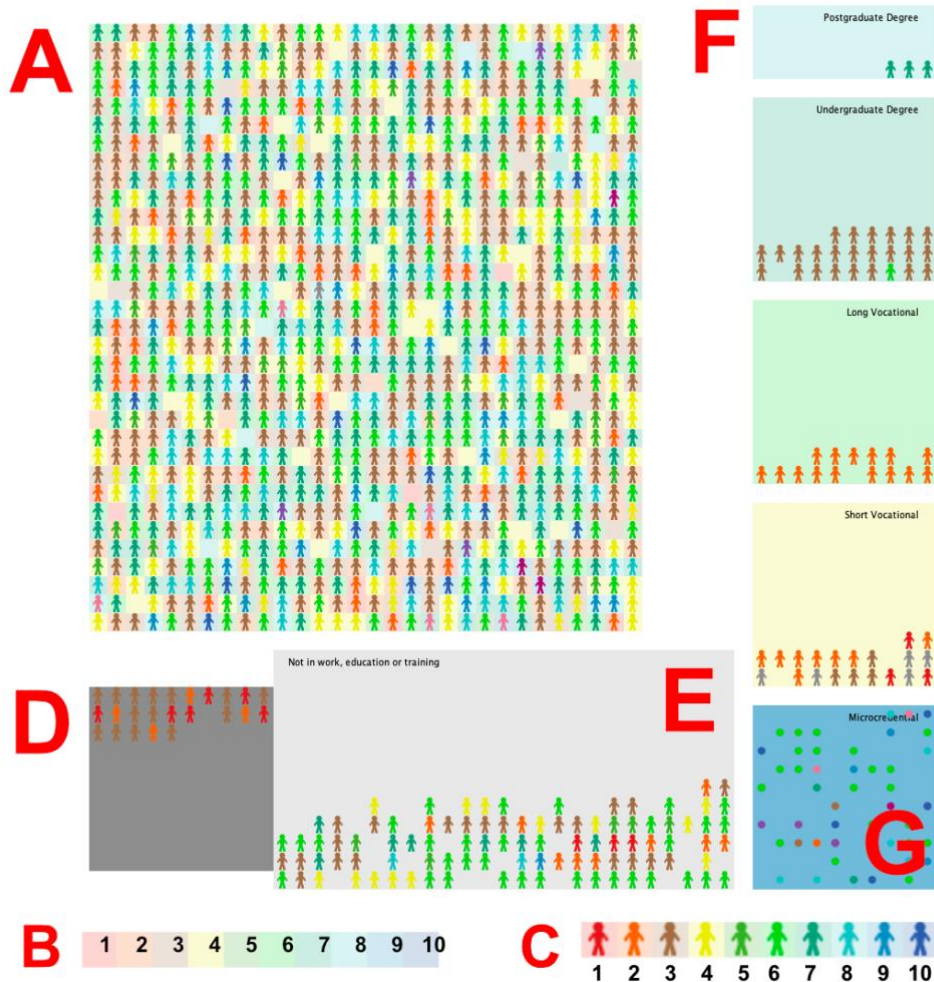 A
F
Postgraduate Degree
Undergraduate Degree
Long Vocational
Short Vocational
D
Not in work, education or training
E
Microcredential
G
B
1 2 3 4 5 6 7 8 9 10
C
1 2 3 4 5 6 7 8 9 10